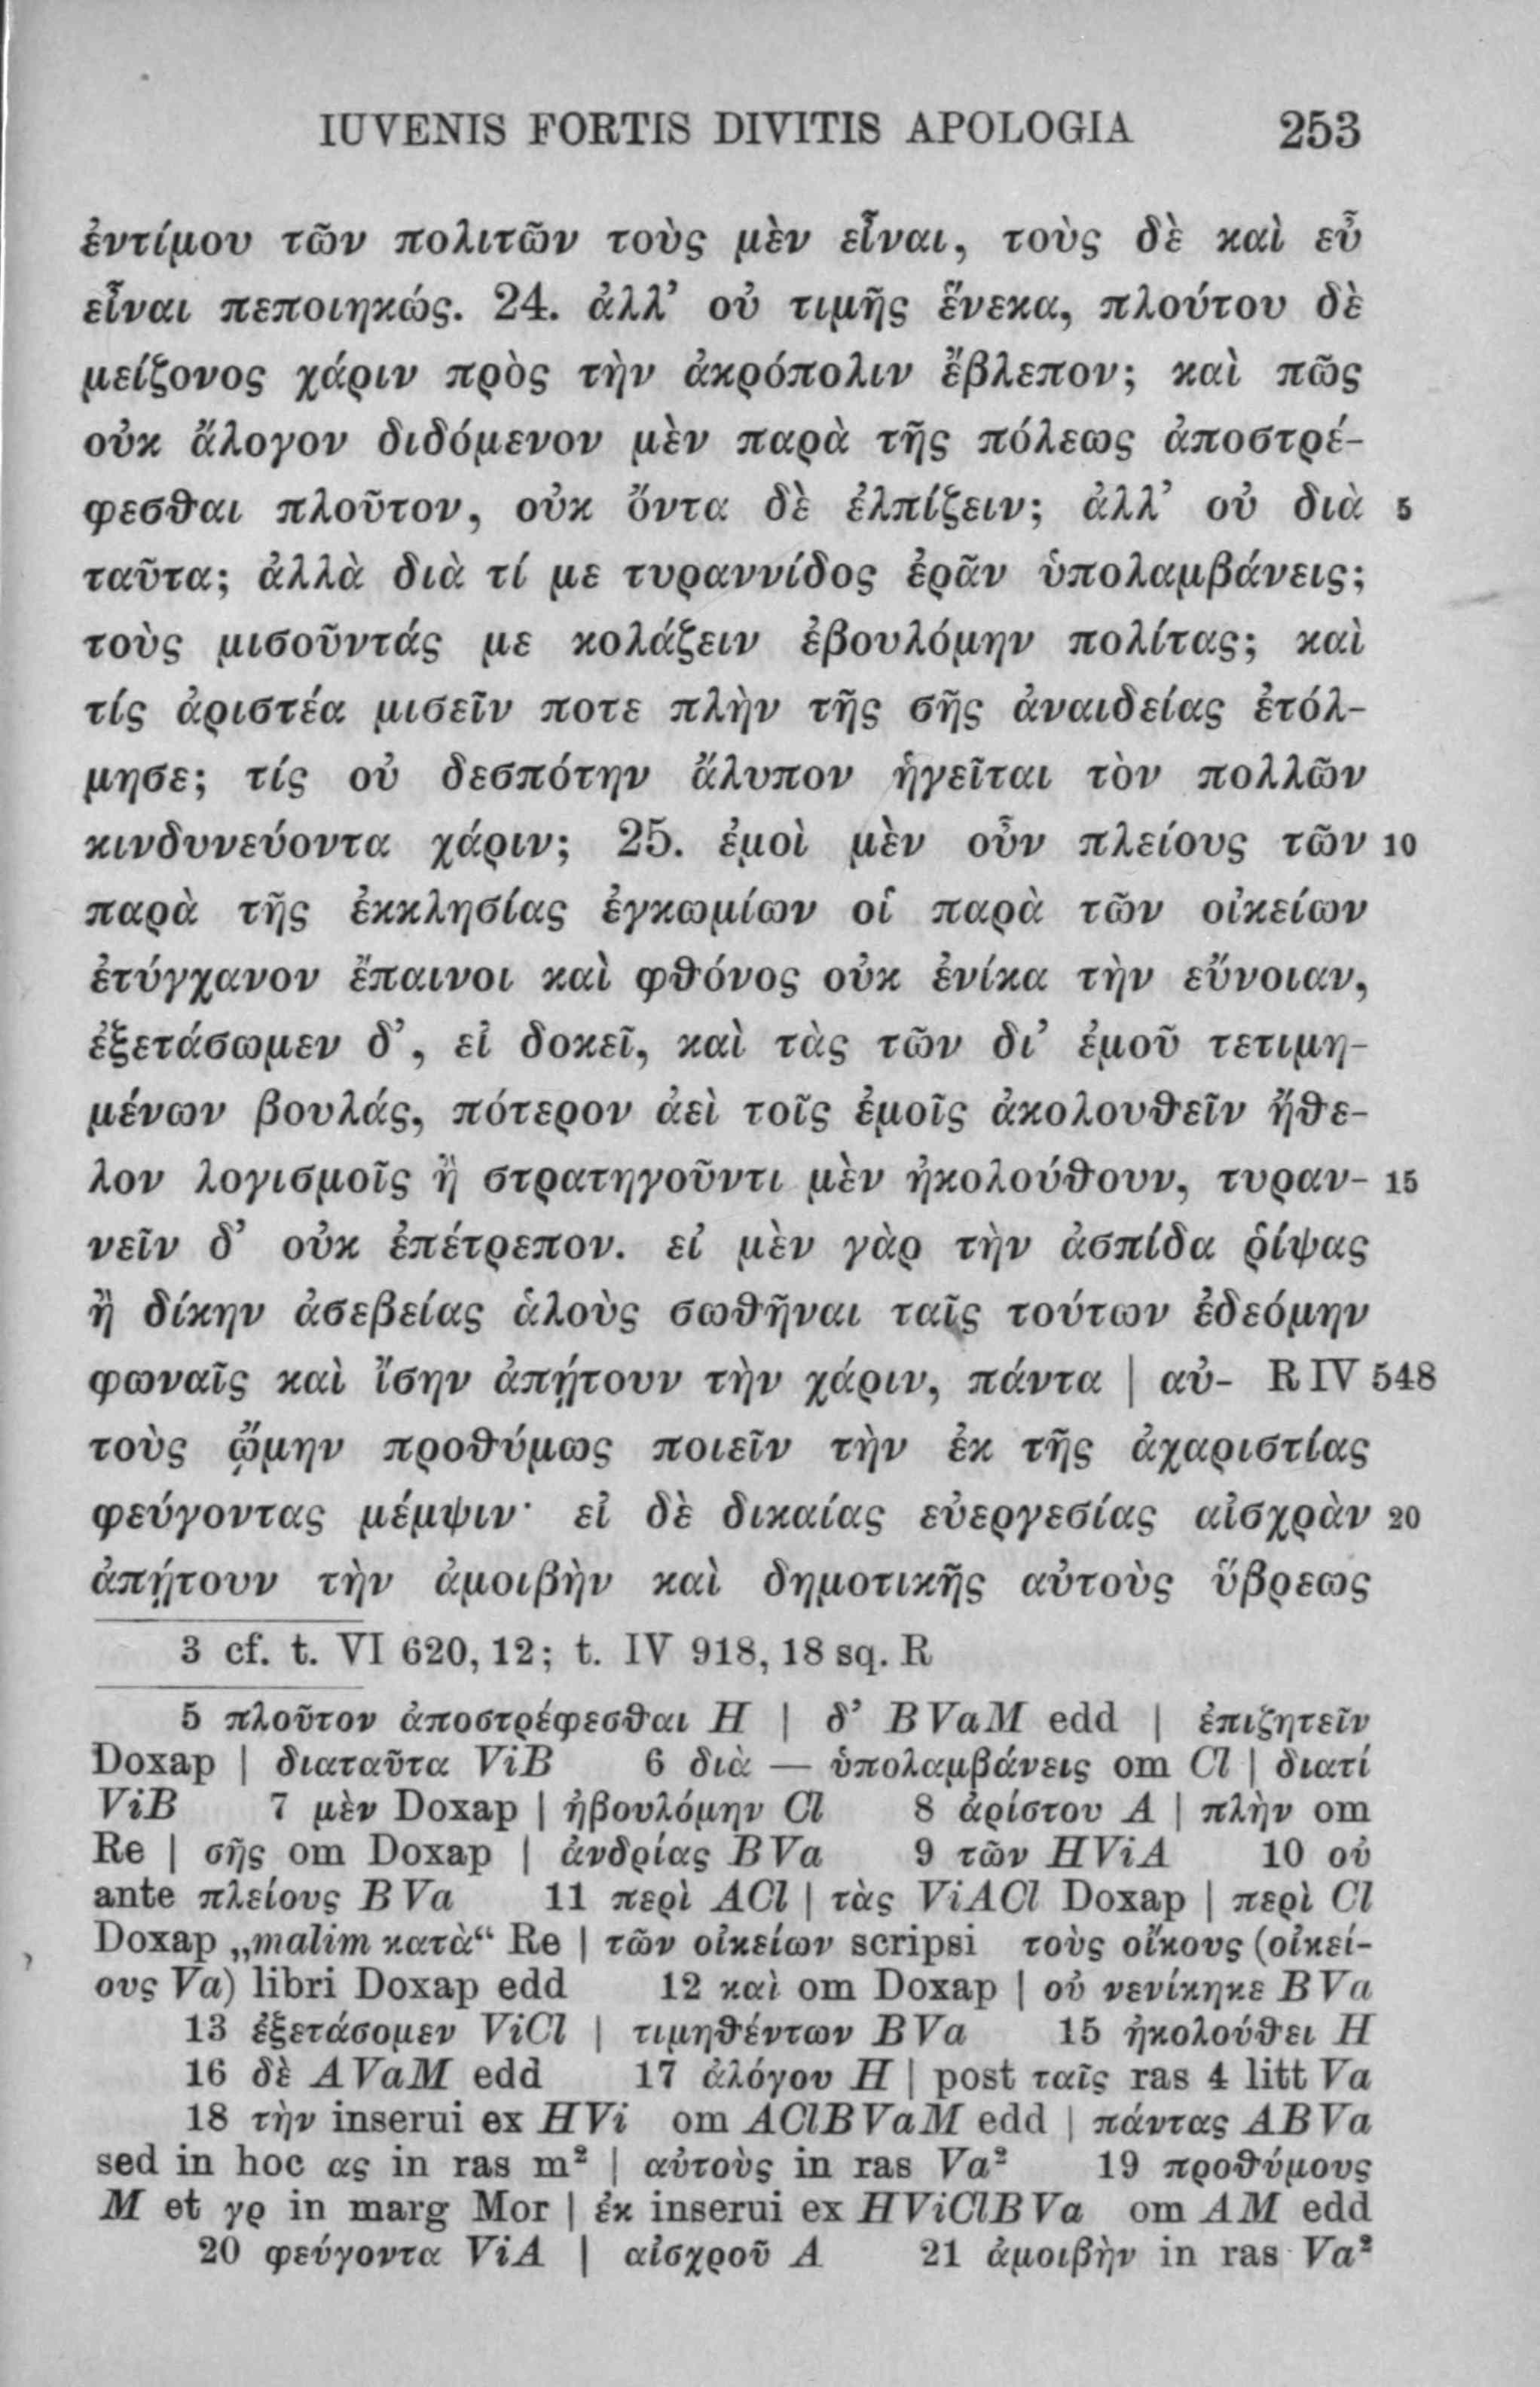 IUVENIS FORTIS DIVITIS APOLOGIA 253
ἐντίμου τῶν πολιτῶν τοὺς μὲν εἶναι, τοὺς δὲ καὶ εὖ
εἶναι πεποιηκώς. 24. ἀλλ’ οὐ τιμῆς ἕνεκα, πλούτου δὲ
μείζονος χάριν πρὸς τὴν ἀκρόπολιν ἔβλεπον; καὶ πῶς
οὐκ ἄλογον διδόμενον μὲν παρὰ τῆς πόλεως ἀποστρέ-
φεσθαι πλοῦτον, οὐκ ὄντα δὲ ἐλπίζειν; ἀλλ’ οὐ διὰ 5
ταῦτα; ἀλλὰ διὰ τί με τυραννίδος ἐρᾶν ὑπολαμβάνεις;
τοὺς μισοῦντάς με κολάζειν ἐβουλόμην πολίτας; καὶ
τίς ἀριστέα μισεῖν ποτε πλὴν τῆς σῆς ἀναιδείας ἐτόλ-
μησε; τίς οὐ δεσπότην ἄλυπον ἡγεῖται τὸν πολλῶν
κινδυνεύοντα χάριν; 25. ἐμοὶ μὲν οὖν πλείους τῶν 10
παρὰ τῆς ἐκκλησίας ἐγκωμίων οἱ παρὰ τῶν οἰκείων
ἐτύγχανον ἔπαινοι καὶ φθόνος οὐκ ἐνίκα τὴν εὔνοιαν,
ἐξετάσωμεν δ’, εἰ δοκεῖ, καὶ τὰς τῶν δι’ ἐμοῦ τετιμη-
μένων βουλάς, πότερον ἀεὶ τοῖς ἐμοῖς ἀκολουθεῖν ἤθε-
λον λογισμοῖς ἢ στρατηγοῦντι μὲν ἠκολούθουν, τυραν- 15
νεῖν δ’ οὐκ ἐπέτρεπον. εἰ μὲν γὰρ τὴν ἀσπίδα ῥίψας
ἢ δίκην ἀσεβείας ἁλοὺς σωθῆναι ταῖς τούτων ἐδεόμην
φωναῖς καὶ ἴσην ἀπῄτουν τὴν χάριν, πάντα | αὐ- R IV 548
τοὺς ᾤμην προθύμως ποιεῖν τὴν ἐκ τῆς ἀχαριστίας
φεύγοντας μέμψιν· εἰ δὲ δικαίας εὐεργεσίας αἰσχρὰν 20
ἀπῄτουν τὴν ἀμοιβὴν καὶ δημοτικῆς αὐτοὺς ὕβρεως
3 cf. t. VI 620, 12; t. IV 918, 18 sq. R
5 πλοῦτον ἀποστρέφεσθαι H | δ’ BVaM edd | ἐπιζητεῖν
Doxap | διαταῦτα ViB 6 διὰ — ὑπολαμβάνεις om Cl | διατί
ViB 7 μὲν Doxap | ἠβουλόμην Cl 8 ἀρίστου A | πλὴν om
Re | σῆς om Doxap | ἀνδρίας BVa 9 τῶν HViA 10 οὐ
ante πλείους BVa 11 περὶ ACl | τὰς ViACl Doxap | περὶ Cl
Doxap „malim κατὰ“ Re | τῶν οἰκείων scripsi τοὺς οἴκους (οἰκεί-
ους Va) libri Doxap edd 12 καὶ om Doxap | οὐ νενίκηκε BVa
13 ἐξετάσομεν ViCl | τιμηθέντων BVa 15 ἠκολούθει H
16 δὲ AVaM edd 17 ἀλόγου H | post ταῖς ras 4 litt Va
18 τὴν inserui ex HVi om AClBVaM edd | πάντας ABVa
sed in hoc ας in ras m² | αὐτοὺς in ras Va² 19 προθύμους
M et γρ in marg Mor | ἐκ inserui ex HViClBVa om AM edd
20 φεύγοντα ViA | αἰσχροῦ A 21 ἀμοιβὴν in ras Va²